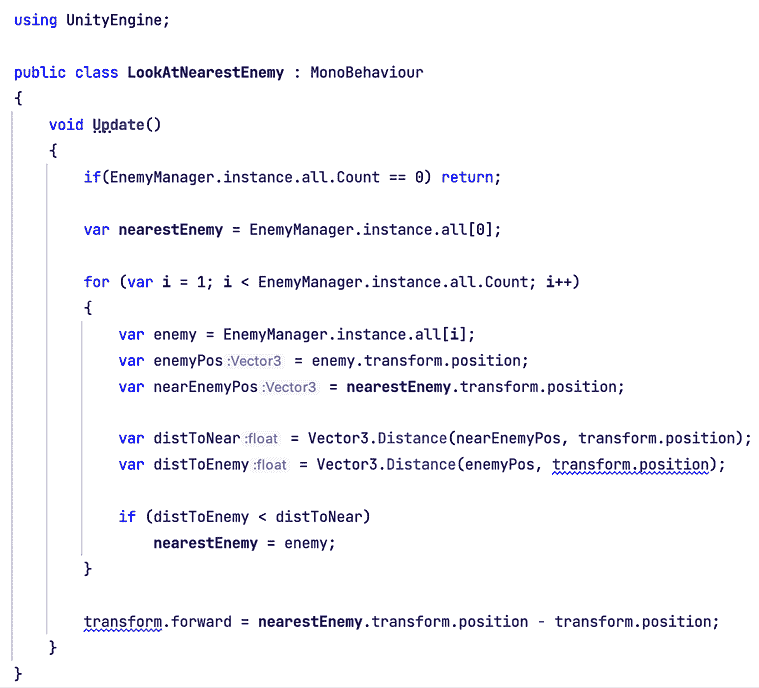 using UnityEngine;
public class LookAtNearestEnemy : MonoBehaviour
{
void Update()
{
if(EnemyManager.instance.all.Count == 0) return;
var nearestEnemy = EnemyManager.instance.all[0];
for (var i = 1; i < EnemyManager.instance.all.Count; i++)
{
var enemy = EnemyManager.instance.all[i];
var enemyPos :Vector3 = enemy.transform.position;
var nearEnemyPos :Vector3 = nearestEnemy.transform.position;
var distToNear :float = Vector3.Distance(nearEnemyPos, transform.position);
var distToEnemy :float = Vector3.Distance(enemyPos, transform.position);
if (distToEnemy < distToNear)
nearestEnemy = enemy;
}
transform.forward = nearestEnemy.transform.position - transform.position;
}
}